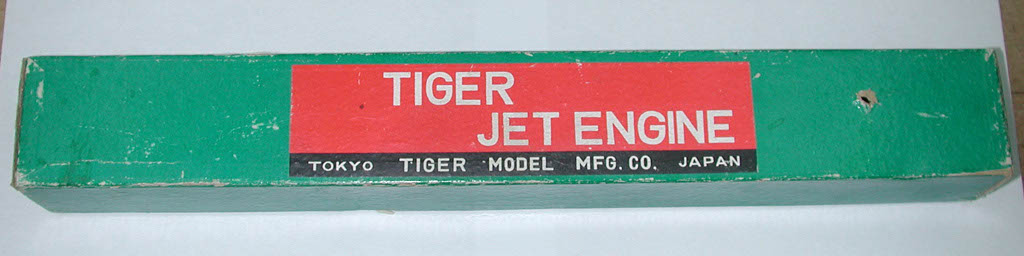 TIGER
JET ENGINE
TOKYO TIGER MODEL MFG. CO. JAPAN